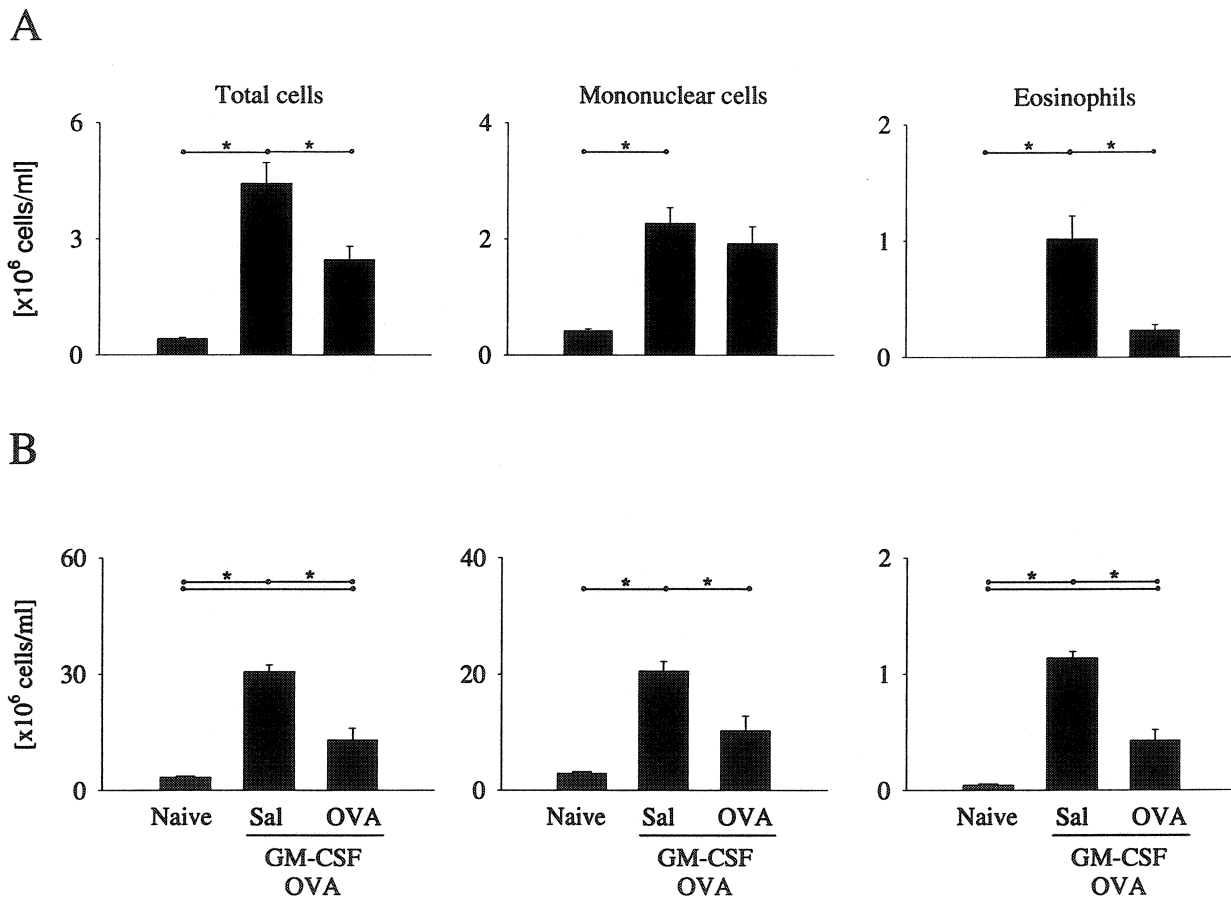 A
Total cells
Mononuclear cells
Eosinophils
[x10⁶ cells/ml]
6
3
0
* *
4
2
0
*
2
1
0
* *
B
[x10⁶ cells/ml]
60
30
0
* *
40
20
0
* *
2
1
0
* *
Naive Sal OVA
GM-CSF
OVA
Naive Sal OVA
GM-CSF
OVA
Naive Sal OVA
GM-CSF
OVA